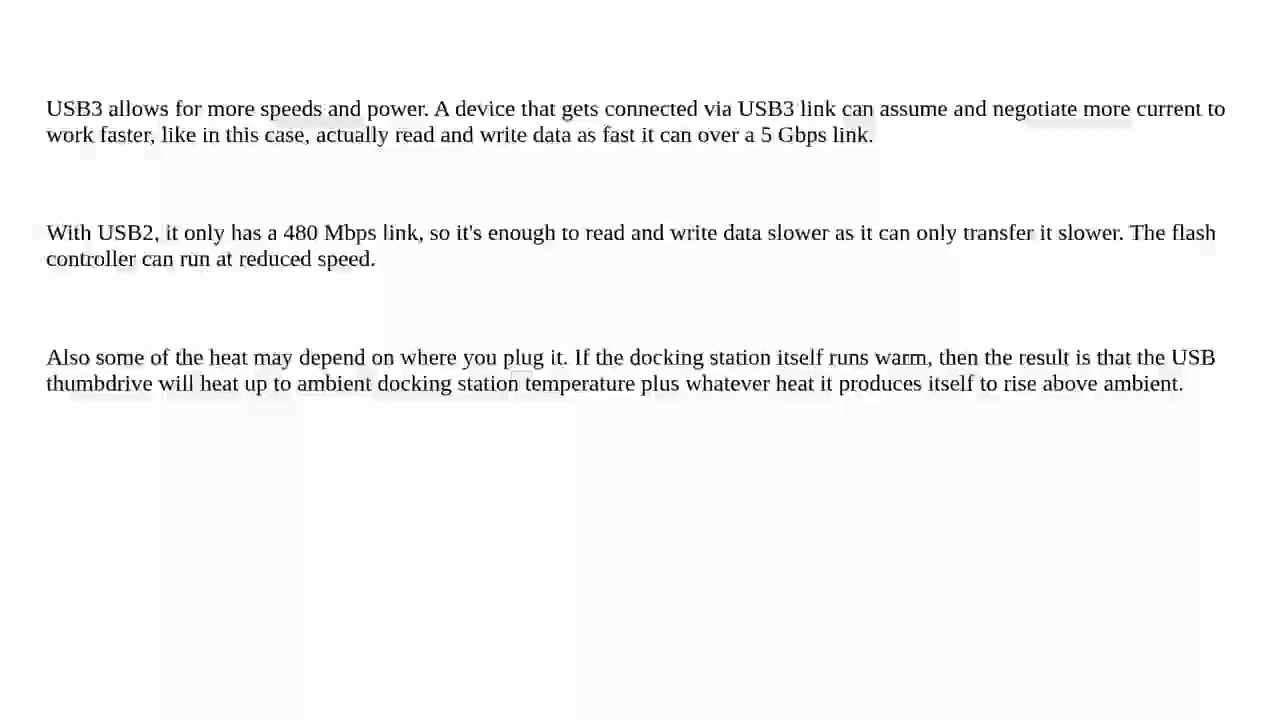 USB3 allows for more speeds and power. A device that gets connected via USB3 link can assume and negotiate more current to
work faster, like in this case, actually read and write data as fast it can over a 5 Gbps link.
With USB2, it only has a 480 Mbps link, so it's enough to read and write data slower as it can only transfer it slower. The flash
controller can run at reduced speed.
Also some of the heat may depend on where you plug it. If the docking station itself runs warm, then the result is that the USB
thumbdrive will heat up to ambient docking station temperature plus whatever heat it produces itself to rise above ambient.